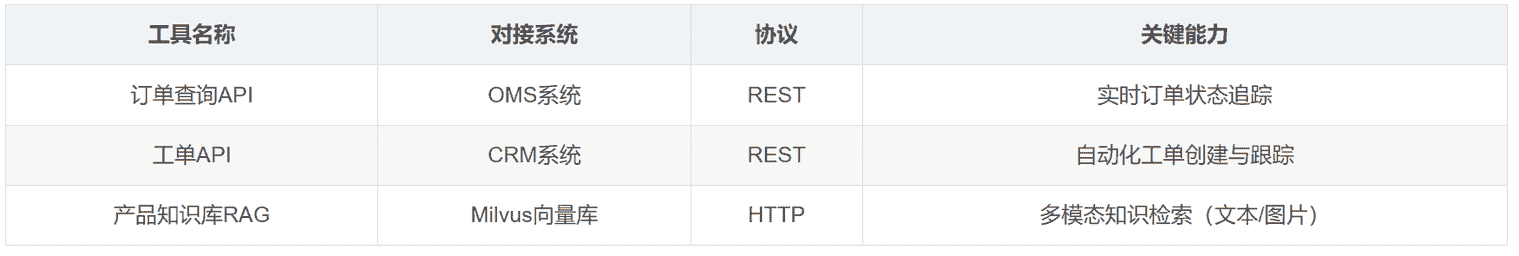 工具名称 对接系统 协议 关键能力
订单查询API OMS系统 REST 实时订单状态追踪
工单API CRM系统 REST 自动化工单创建与跟踪
产品知识库RAG Milvus向量库 HTTP 多模态知识检索（文本/图片）